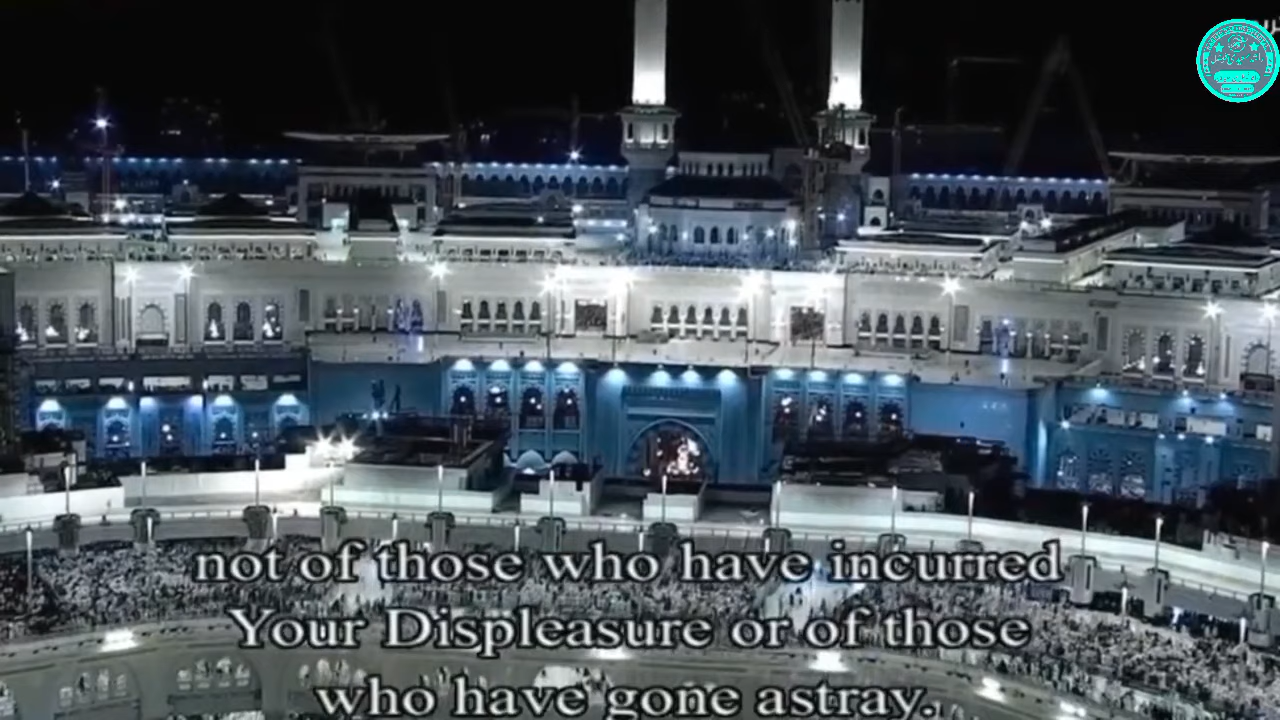 not of those who have incurred
Your Displeasure or of those
who have gone astray.